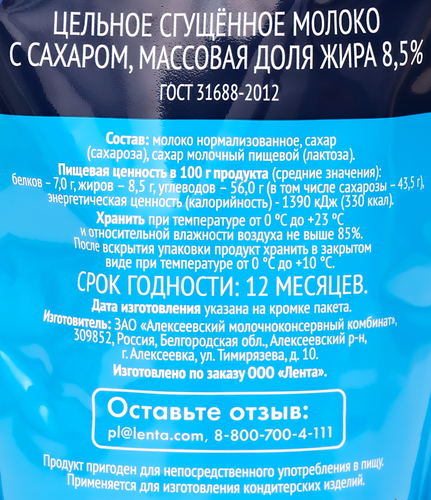 ЦЕЛЬНОЕ СГУЩЁННОЕ МОЛОКО
С САХАРОМ, МАССОВАЯ ДОЛЯ ЖИРА 8,5%
ГОСТ 31688-2012
Состав: молоко нормализованное, сахар
(сахароза), сахар молочный пищевой (лактоза).
Пищевая ценность в 100 г продукта (средние значения):
белков – 7,0 г, жиров – 8,5 г, углеводов – 56,0 г (в том числе сахарозы – 43,5 г),
энергетическая ценность (калорийность) - 1390 кДж (330 ккал).
Хранить при температуре от 0 °С до +23 °С
и относительной влажности воздуха не выше 85%.
После вскрытия упаковки продукт хранить в закрытом
виде при температуре от 0 °С до +10 °С.
СРОК ГОДНОСТИ: 12 МЕСЯЦЕВ.
Дата изготовления указана на кромке пакета.
Изготовитель: ЗАО «Алексеевский молочноконсервный комбинат»,
309852, Россия, Белгородская обл., Алексеевский р-н,
г. Алексеевка, ул. Тимирязева, д. 10.
Изготовлено по заказу ООО «Лента».
Оставьте отзыв:
pl@lenta.com, 8-800-700-4-111
Продукт пригоден для непосредственного употребления в пищу.
Применяется для изготовления кондитерских изделий.